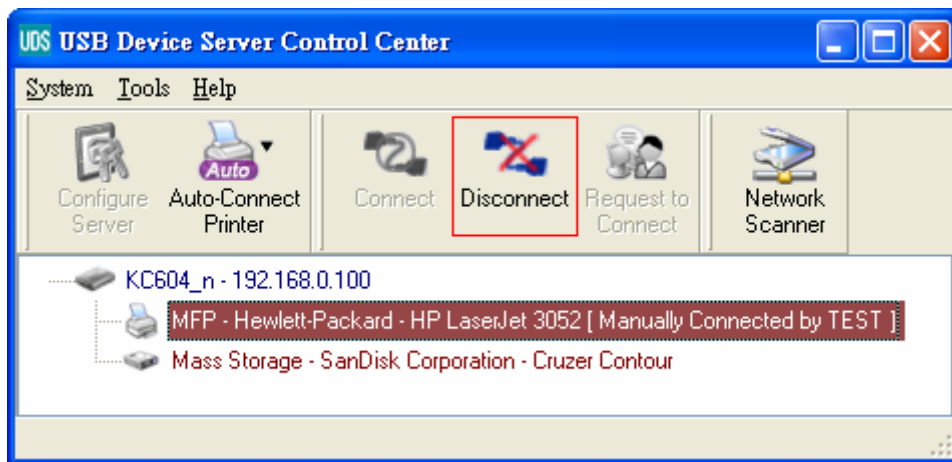 UDS USB Device Server Control Center
System Tools Help
Configure Server
Auto
Auto-Connect Printer
Connect
Disconnect
Request to Connect
Network Scanner
KC604_n - 192.168.0.100
MFP - Hewlett-Packard - HP LaserJet 3052 [ Manually Connected by TEST ]
Mass Storage - SanDisk Corporation - Cruzer Contour